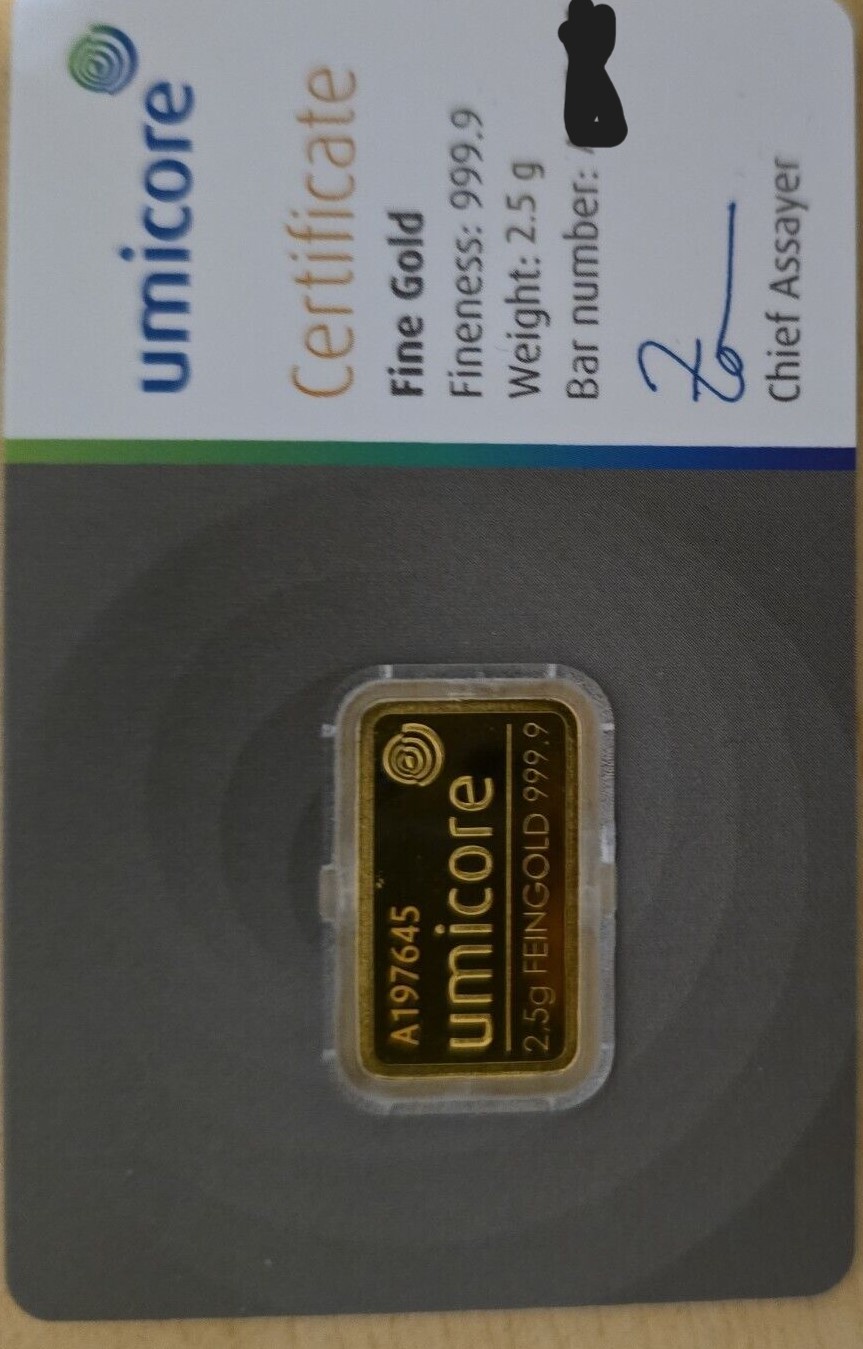 umicore
Certificate
Fine Gold
Fineness: 999.9
Weight: 2.5 g
Bar number:
Chief Assayer
A197645
umicore
2,5g FEINGOLD 999.9